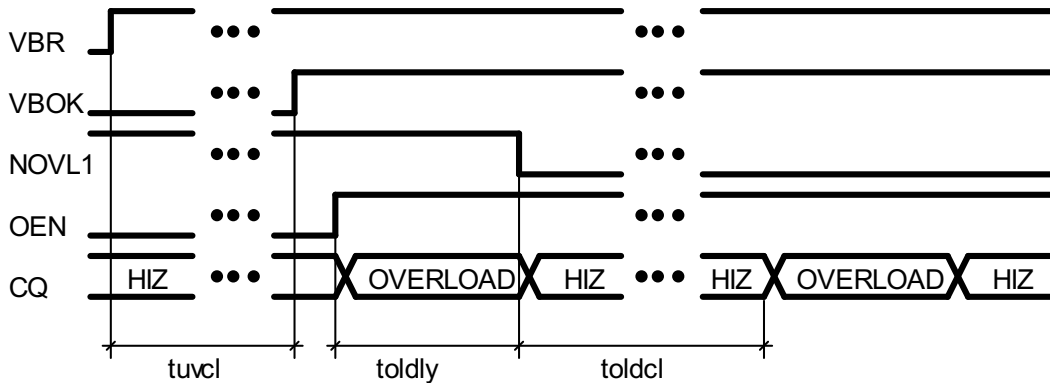 VBR
VBOK
NOVL1
OEN
CQ HIZ OVERLOAD HIZ HIZ OVERLOAD HIZ
tuvcl toldly toldcl